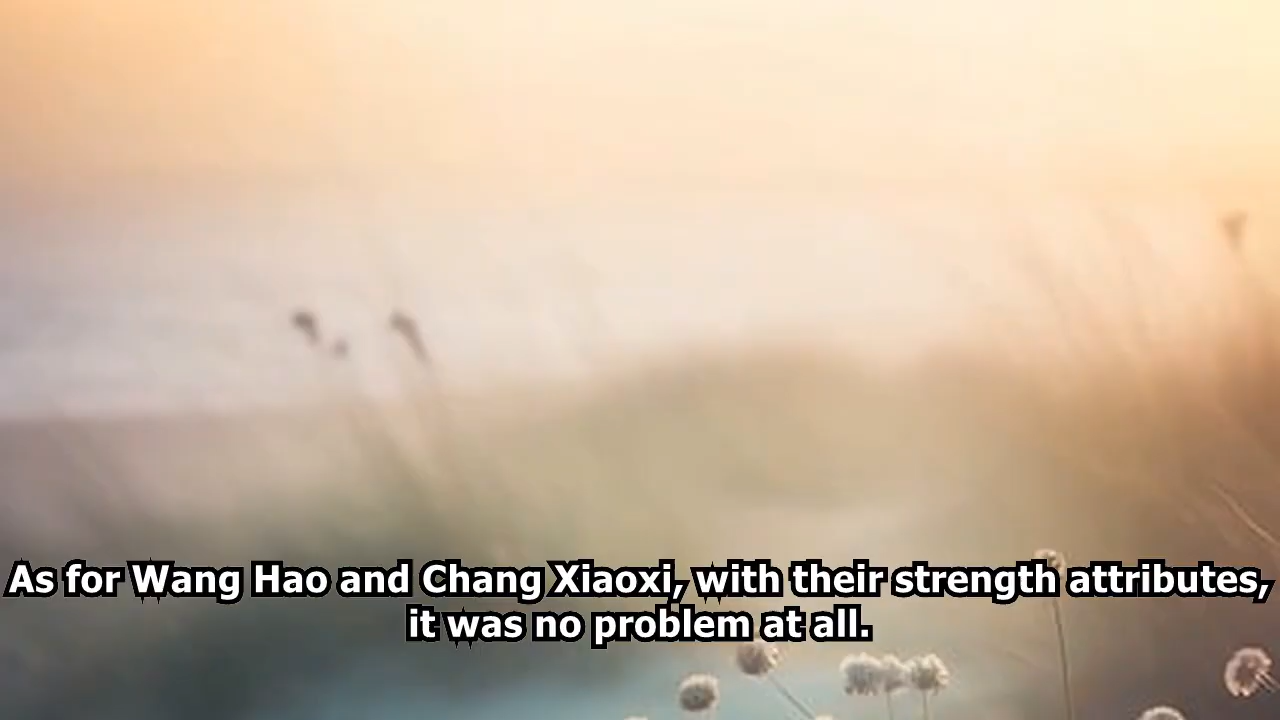 As for Wang Hao and Chang Xiaoxi, with their strength attributes,
it was no problem at all.